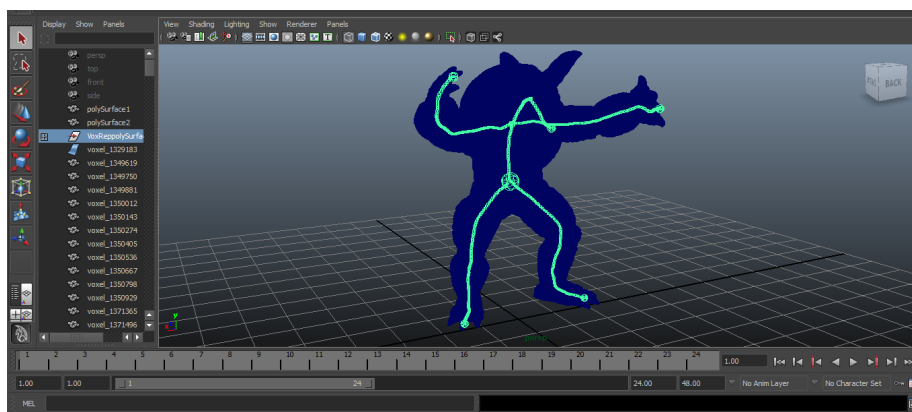 Display Show Panels
View Shading Lighting Show Renderer Panels
persp
top
front
side
polySurface1
polySurface2
VoxReppolySurfa
voxel_1329183
voxel_1349619
voxel_1349750
voxel_1349881
voxel_1350012
voxel_1350143
voxel_1350274
voxel_1350405
voxel_1350536
voxel_1350667
voxel_1350798
voxel_1350929
voxel_1371365
voxel_1371496
BACK
y
persp
1 2 3 4 5 6 7 8 9 10 11 12 13 14 15 16 17 18 19 20 21 22 23 24 1.00
1.00 1.00 1 24 24.00 48.00 No Anim Layer No Character Set
MEL